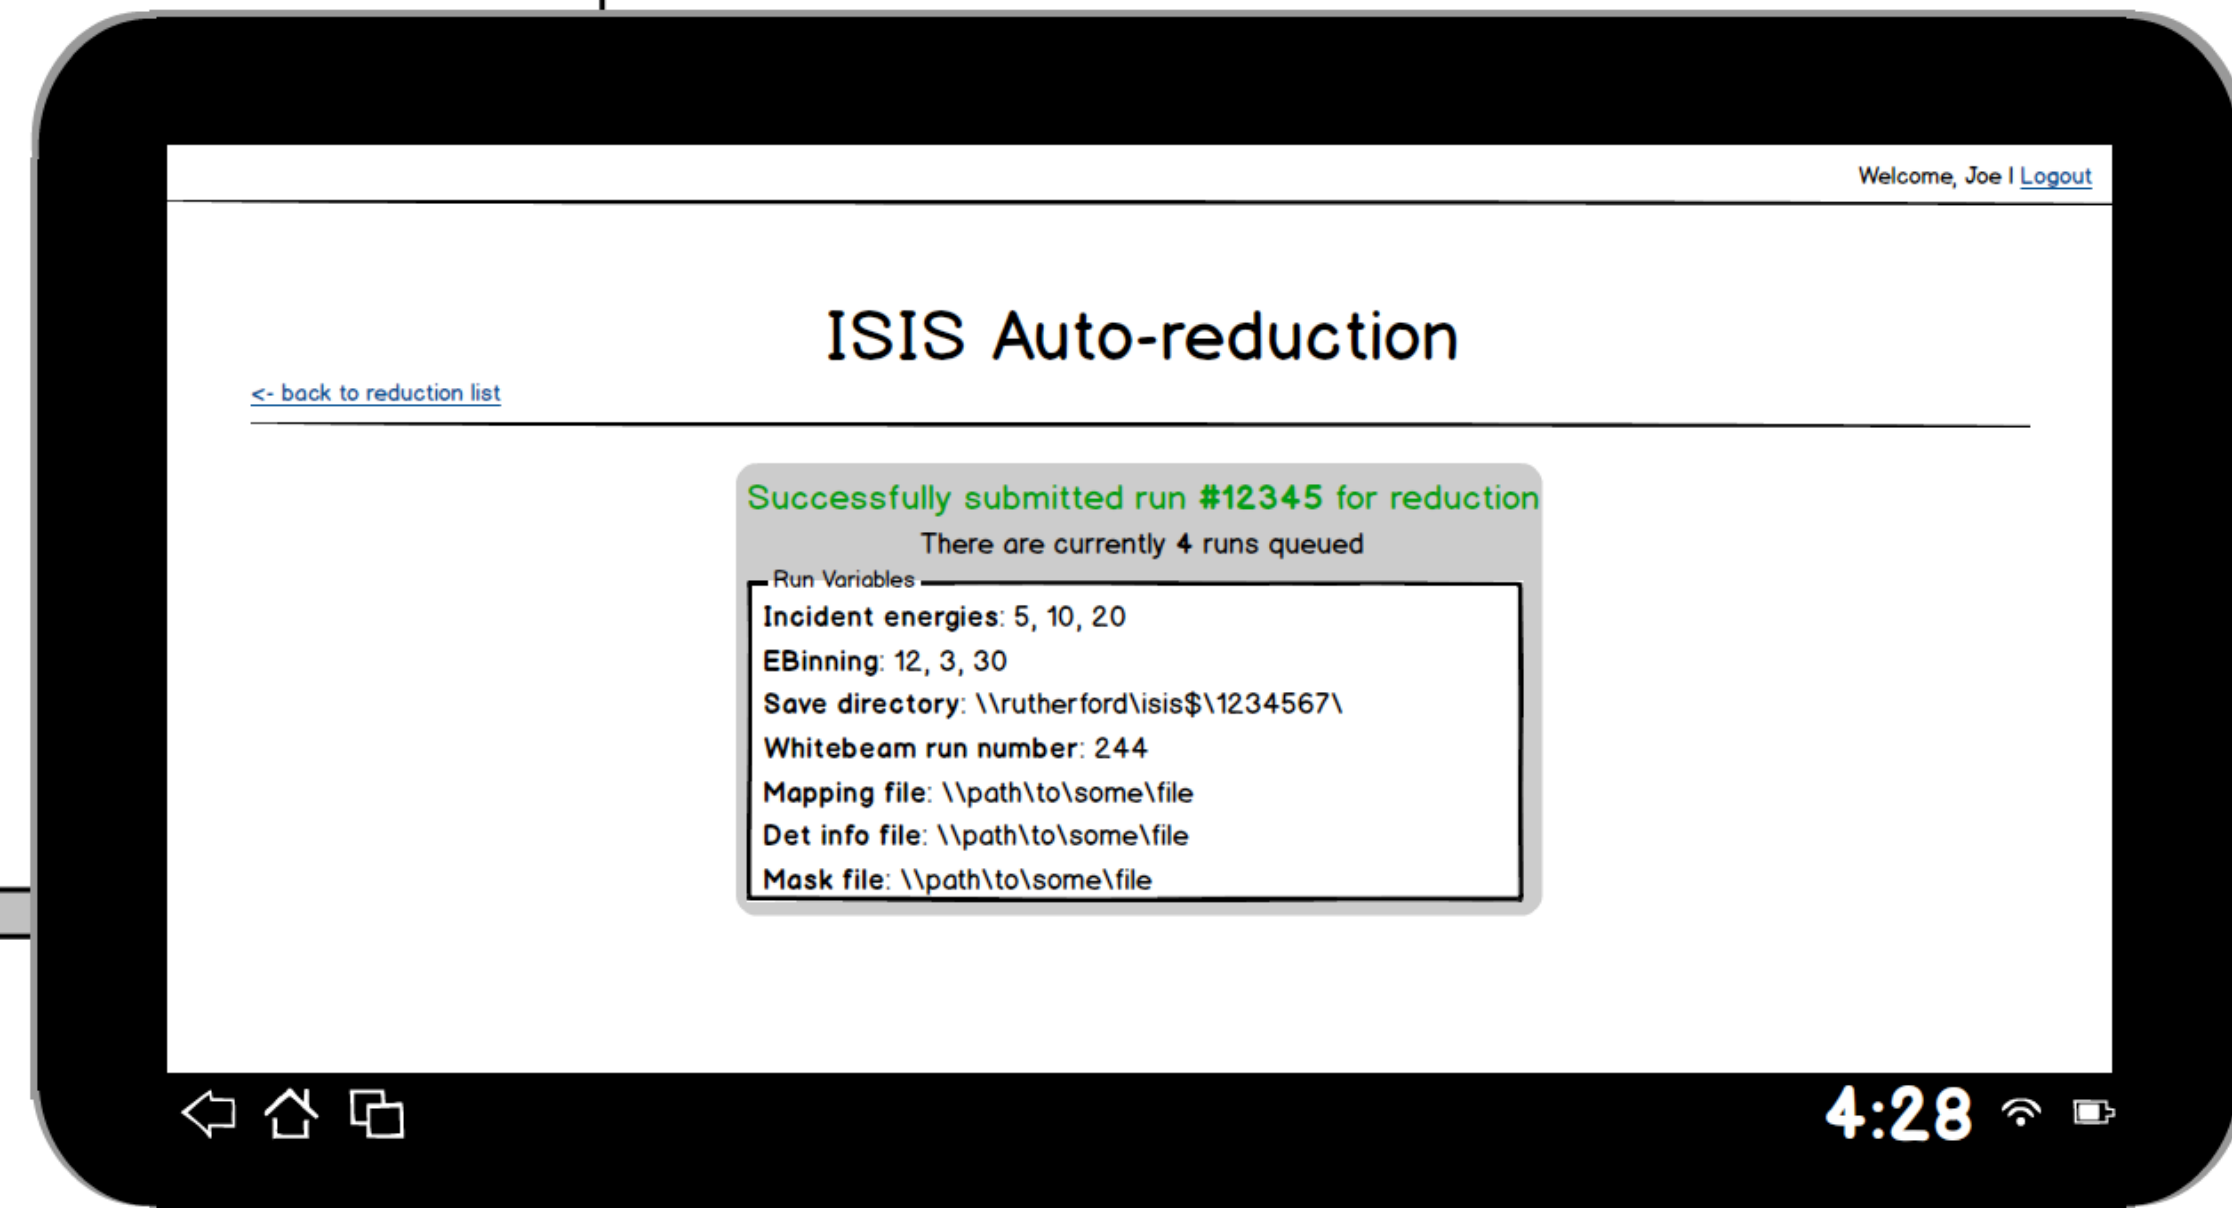 Welcome, Joe | Logout
ISIS Auto-reduction
<- back to reduction list
Successfully submitted run #12345 for reduction
There are currently 4 runs queued
Run Variables
Incident energies: 5, 10, 20
EBinning: 12, 3, 30
Save directory: \\rutherford\isis$\1234567\
Whitebeam run number: 244
Mapping file: \\path\to\some\file
Det info file: \\path\to\some\file
Mask file: \\path\to\some\file
4:28